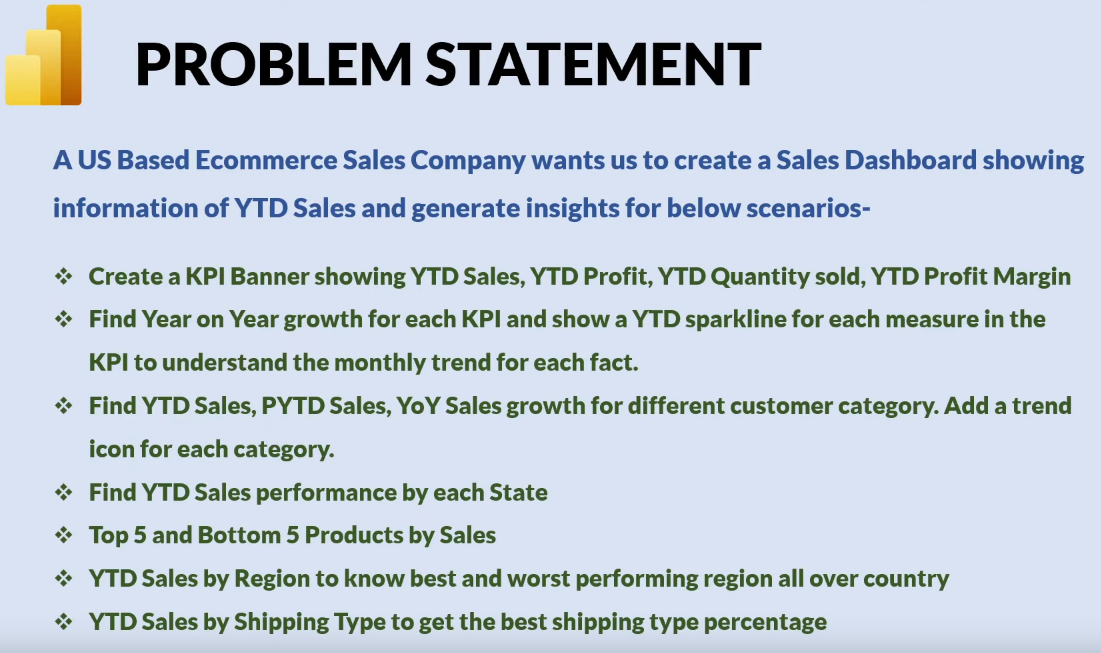 PROBLEM STATEMENT
A US Based Ecommerce Sales Company wants us to create a Sales Dashboard showing
information of YTD Sales and generate insights for below scenarios-
❖ Create a KPI Banner showing YTD Sales, YTD Profit, YTD Quantity sold, YTD Profit Margin
❖ Find Year on Year growth for each KPI and show a YTD sparkline for each measure in the
KPI to understand the monthly trend for each fact.
❖ Find YTD Sales, PYTD Sales, YoY Sales growth for different customer category. Add a trend
icon for each category.
❖ Find YTD Sales performance by each State
❖ Top 5 and Bottom 5 Products by Sales
❖ YTD Sales by Region to know best and worst performing region all over country
❖ YTD Sales by Shipping Type to get the best shipping type percentage